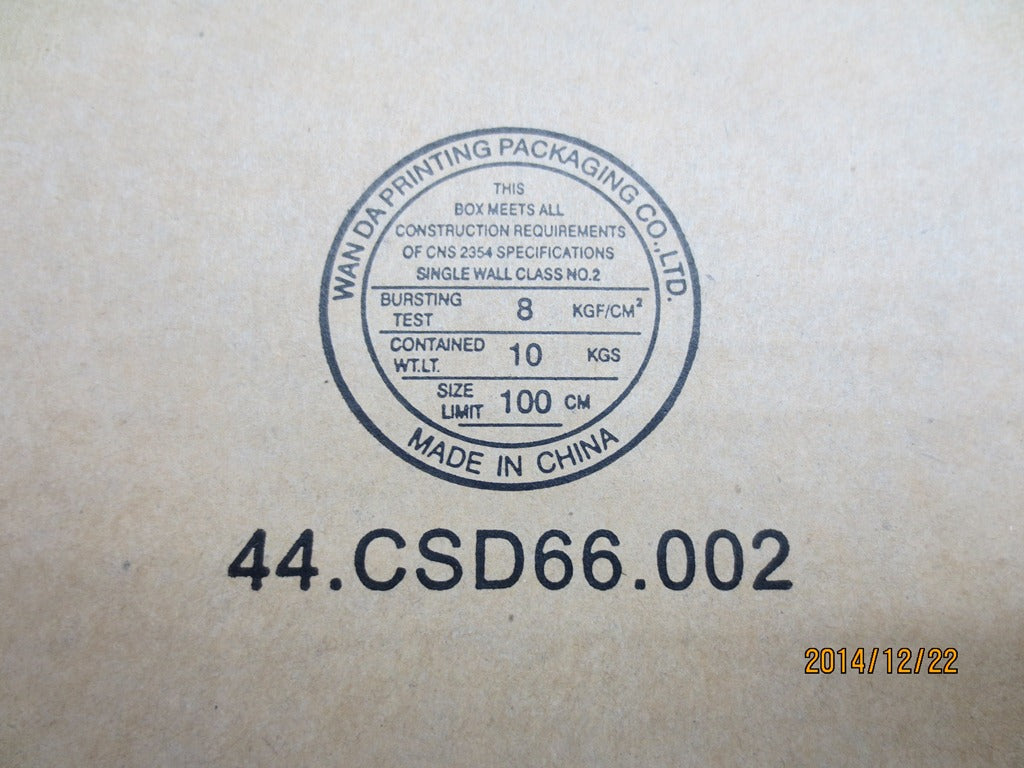 WAN DA PRINTING PACKAGING CO.,LTD.
THIS
BOX MEETS ALL
CONSTRUCTION REQUIREMENTS
OF CNS 2354 SPECIFICATIONS
SINGLE WALL CLASS NO.2
BURSTING TEST 8 KGF/CM²
CONTAINED WT.LT. 10 KGS
SIZE LIMIT 100 CM
MADE IN CHINA
44.CSD66.002
2014/12/22